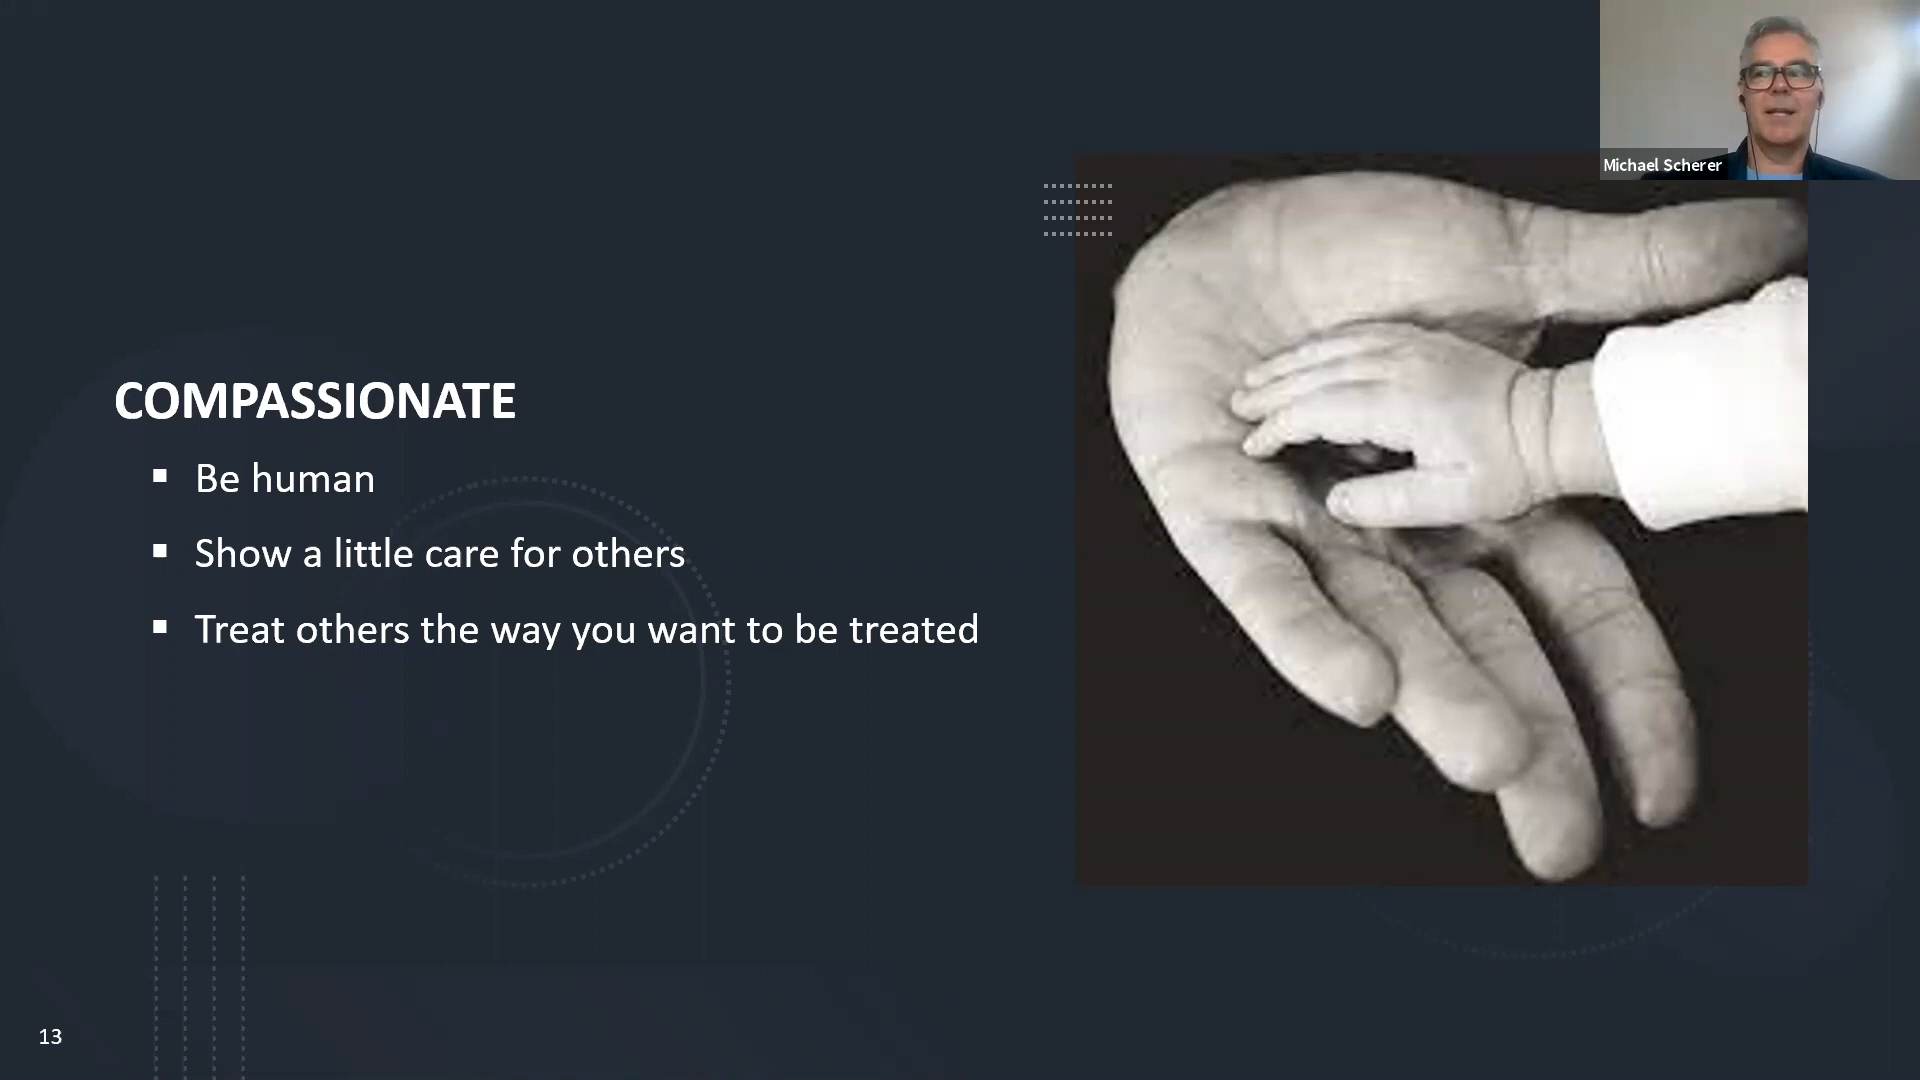 Michael Scherer
COMPASSIONATE
▪ Be human
▪ Show a little care for others
▪ Treat others the way you want to be treated
13